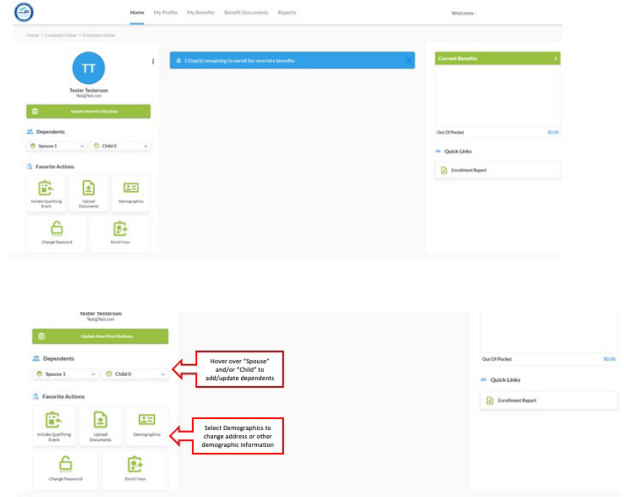 Home My Profile My Benefits Benefit Documents Reports Welcome -
Home > Company Home > Employee Home
TT
Tester Testerson
Test@Test.com
Update New Hire Elections
Dependents
Spouse 1 Child 0
Favorite Actions
Initiate Qualifying Event
Upload Documents
Demographics
Change Password
Enroll Now
5 Day(s) remaining to enroll for new hire benefits
Current Benefits
Out Of Pocket $0.00
Quick Links
Enrollment Report
Tester Testerson
Test@Test.com
Update New Hire Elections
Dependents
Spouse 1 Child 0
Favorite Actions
Initiate Qualifying Event
Upload Documents
Demographics
Change Password
Enroll Now
Hover over "Spouse"
and/or "Child" to
add/update dependents
Select Demographics to
change address or other
demographic information
Out Of Pocket $0.00
Quick Links
Enrollment Report